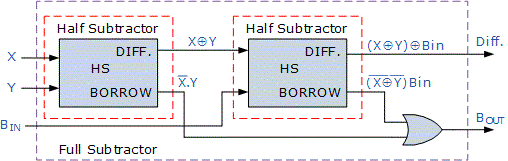 Half Subtractor
Half Subtractor
X
DIFF.
X⊕Y
DIFF.
(X⊕Y)⊕Bin
Diff.
HS
HS
Y
BORROW
X̅.Y
BORROW
(X̅⊕̅Y̅)Bin
BIN
BOUT
Full Subtractor